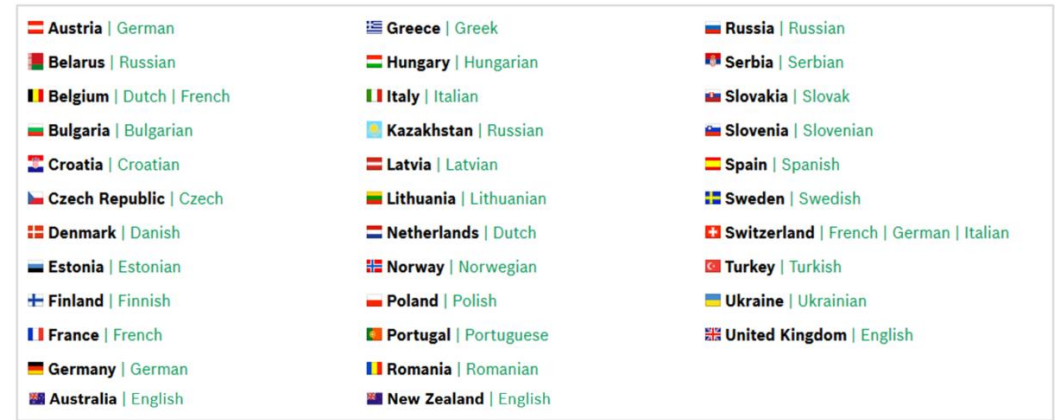 Austria | German
Belarus | Russian
Belgium | Dutch | French
Bulgaria | Bulgarian
Croatia | Croatian
Czech Republic | Czech
Denmark | Danish
Estonia | Estonian
Finland | Finnish
France | French
Germany | German
Australia | English
Greece | Greek
Hungary | Hungarian
Italy | Italian
Kazakhstan | Russian
Latvia | Latvian
Lithuania | Lithuanian
Netherlands | Dutch
Norway | Norwegian
Poland | Polish
Portugal | Portuguese
Romania | Romanian
New Zealand | English
Russia | Russian
Serbia | Serbian
Slovakia | Slovak
Slovenia | Slovenian
Spain | Spanish
Sweden | Swedish
Switzerland | French | German | Italian
Turkey | Turkish
Ukraine | Ukrainian
United Kingdom | English